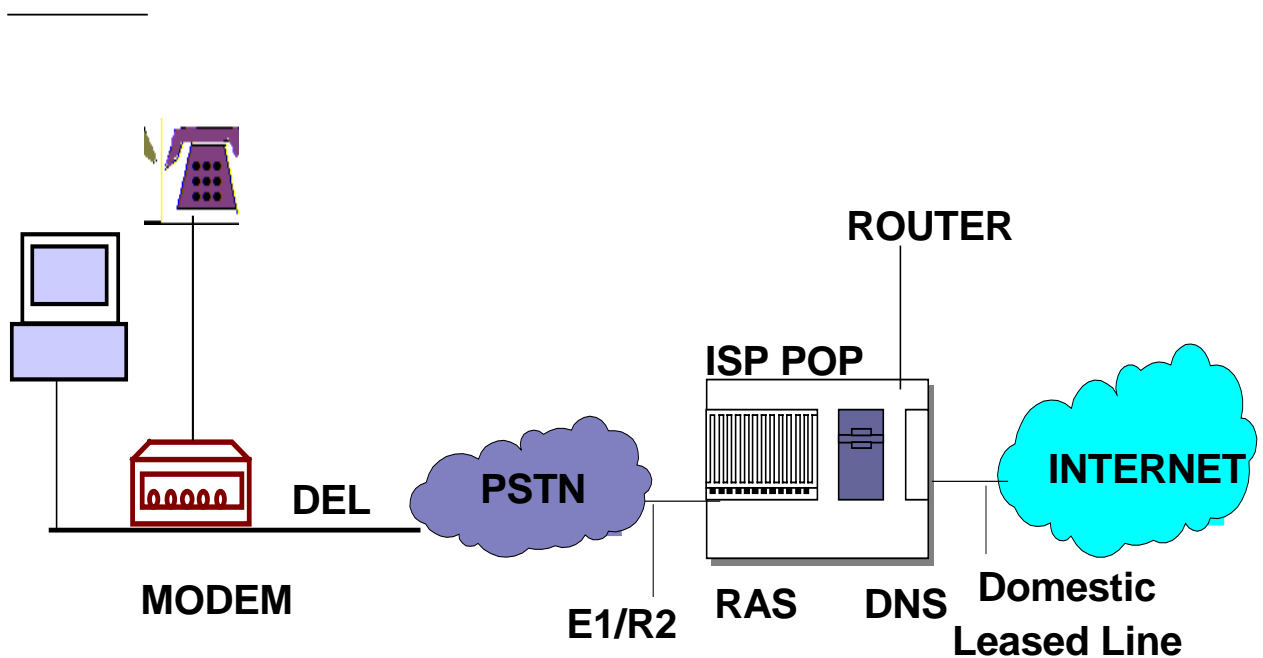 ROUTER
ISP POP
INTERNET
PSTN
DEL
MODEM
E1/R2
RAS
DNS
Domestic
Leased Line